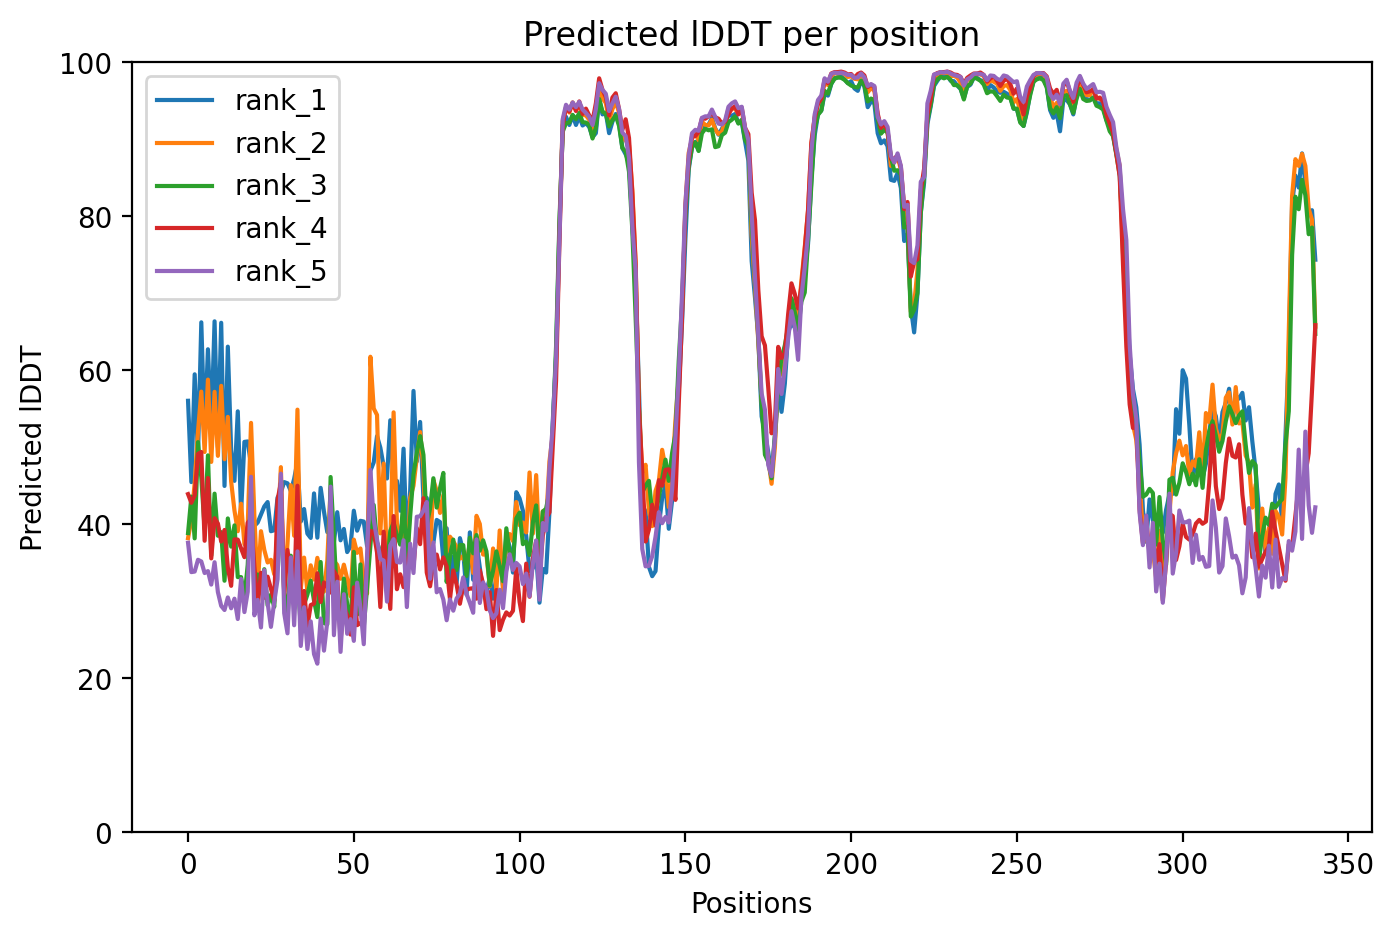 Predicted lDDT per position
rank_1
rank_2
rank_3
rank_4
rank_5
Predicted lDDT
100
80
60
40
20
0
0 50 100 150 200 250 300 350
Positions